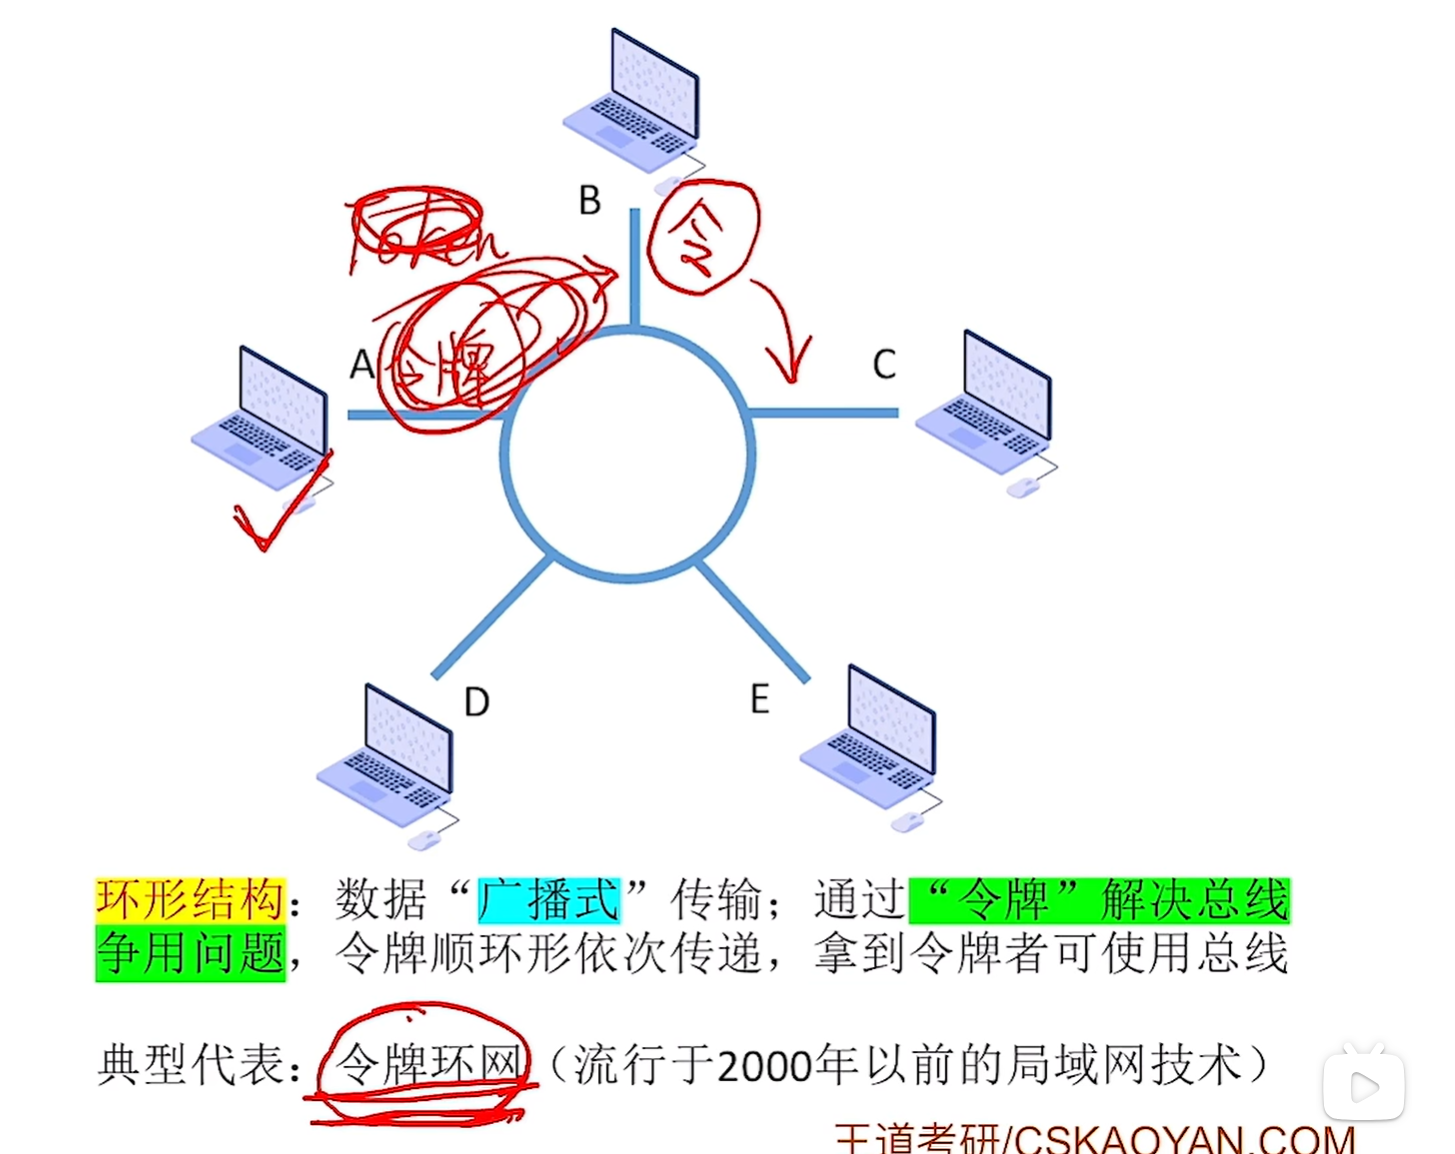 B
Token
令
A
令牌
C
D
E
环形结构：数据“广播式”传输；通过“令牌”解决总线
争用问题，令牌顺环形依次传递，拿到令牌者可使用总线
典型代表：令牌环网（流行于2000年以前的局域网技术）
王道考研/CSKAOYAN.COM